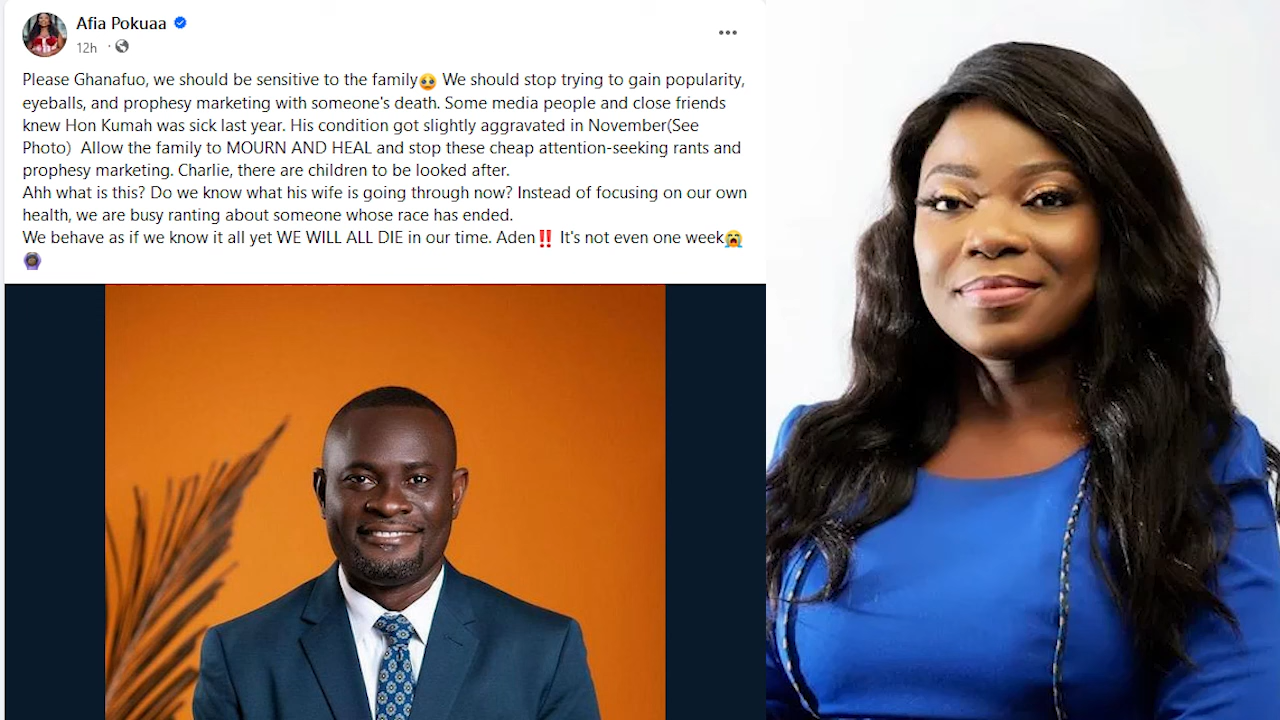 Afia Pokuaa
12h ·
Please Ghanafuo, we should be sensitive to the family🥹 We should stop trying to gain popularity,
eyeballs, and prophesy marketing with someone's death. Some media people and close friends
knew Hon Kumah was sick last year. His condition got slightly aggravated in November(See
Photo) Allow the family to MOURN AND HEAL and stop these cheap attention-seeking rants and
prophesy marketing. Charlie, there are children to be looked after.
Ahh what is this? Do we know what his wife is going through now? Instead of focusing on our own
health, we are busy ranting about someone whose race has ended.
We behave as if we know it all yet WE WILL ALL DIE in our time. Aden‼️ It's not even one week😭